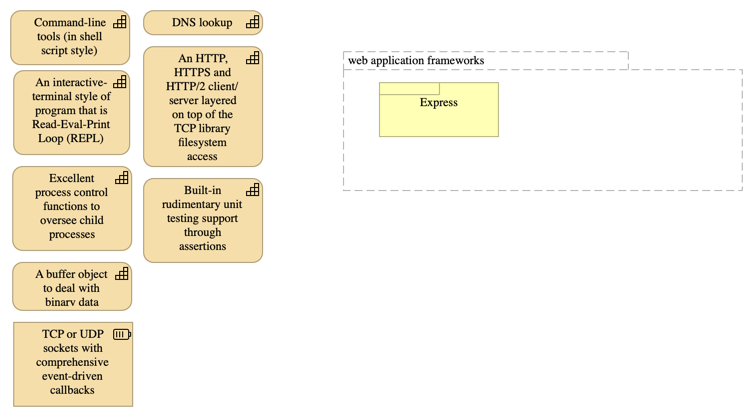 Command-line
tools (in shell
script style)
An interactive-
terminal style of
program that is
Read-Eval-Print
Loop (REPL)
Excellent
process control
functions to
oversee child
processes
A buffer object
to deal with
binary data
TCP or UDP
sockets with
comprehensive
event-driven
callbacks
DNS lookup
An HTTP,
HTTPS and
HTTP/2 client/
server layered
on top of the
TCP library
filesystem
access
Built-in
rudimentary unit
testing support
through
assertions
web application frameworks
Express